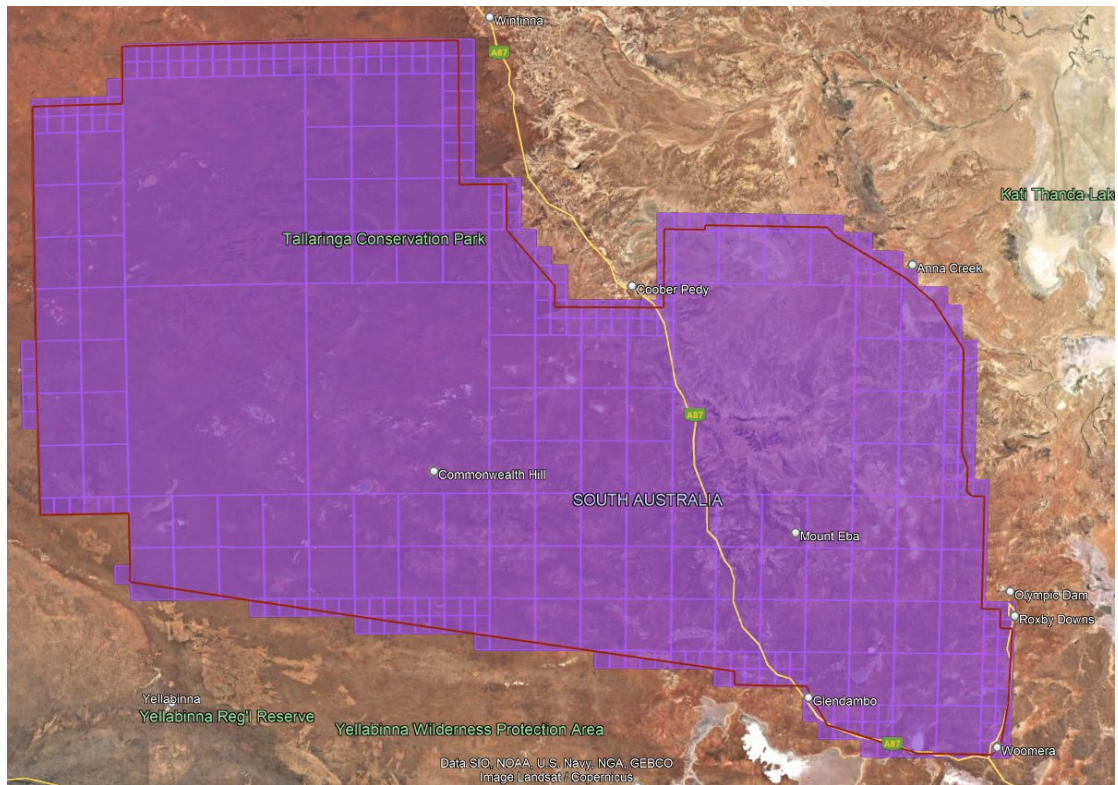 Wintinna
A87
Kati Thanda-Lake
Tallaringa Conservation Park
Anna Creek
Coober Pedy
A87
Commonwealth Hill
SOUTH AUSTRALIA
Mount Eba
Olympic Dam
Roxby Downs
Yellabinna
Glendambo
Yellabinna Reg'l Reserve
Yellabinna Wilderness Protection Area
A87
Woomera
Data SIO, NOAA, U.S. Navy, NGA, GEBCO
Image Landsat / Copernicus